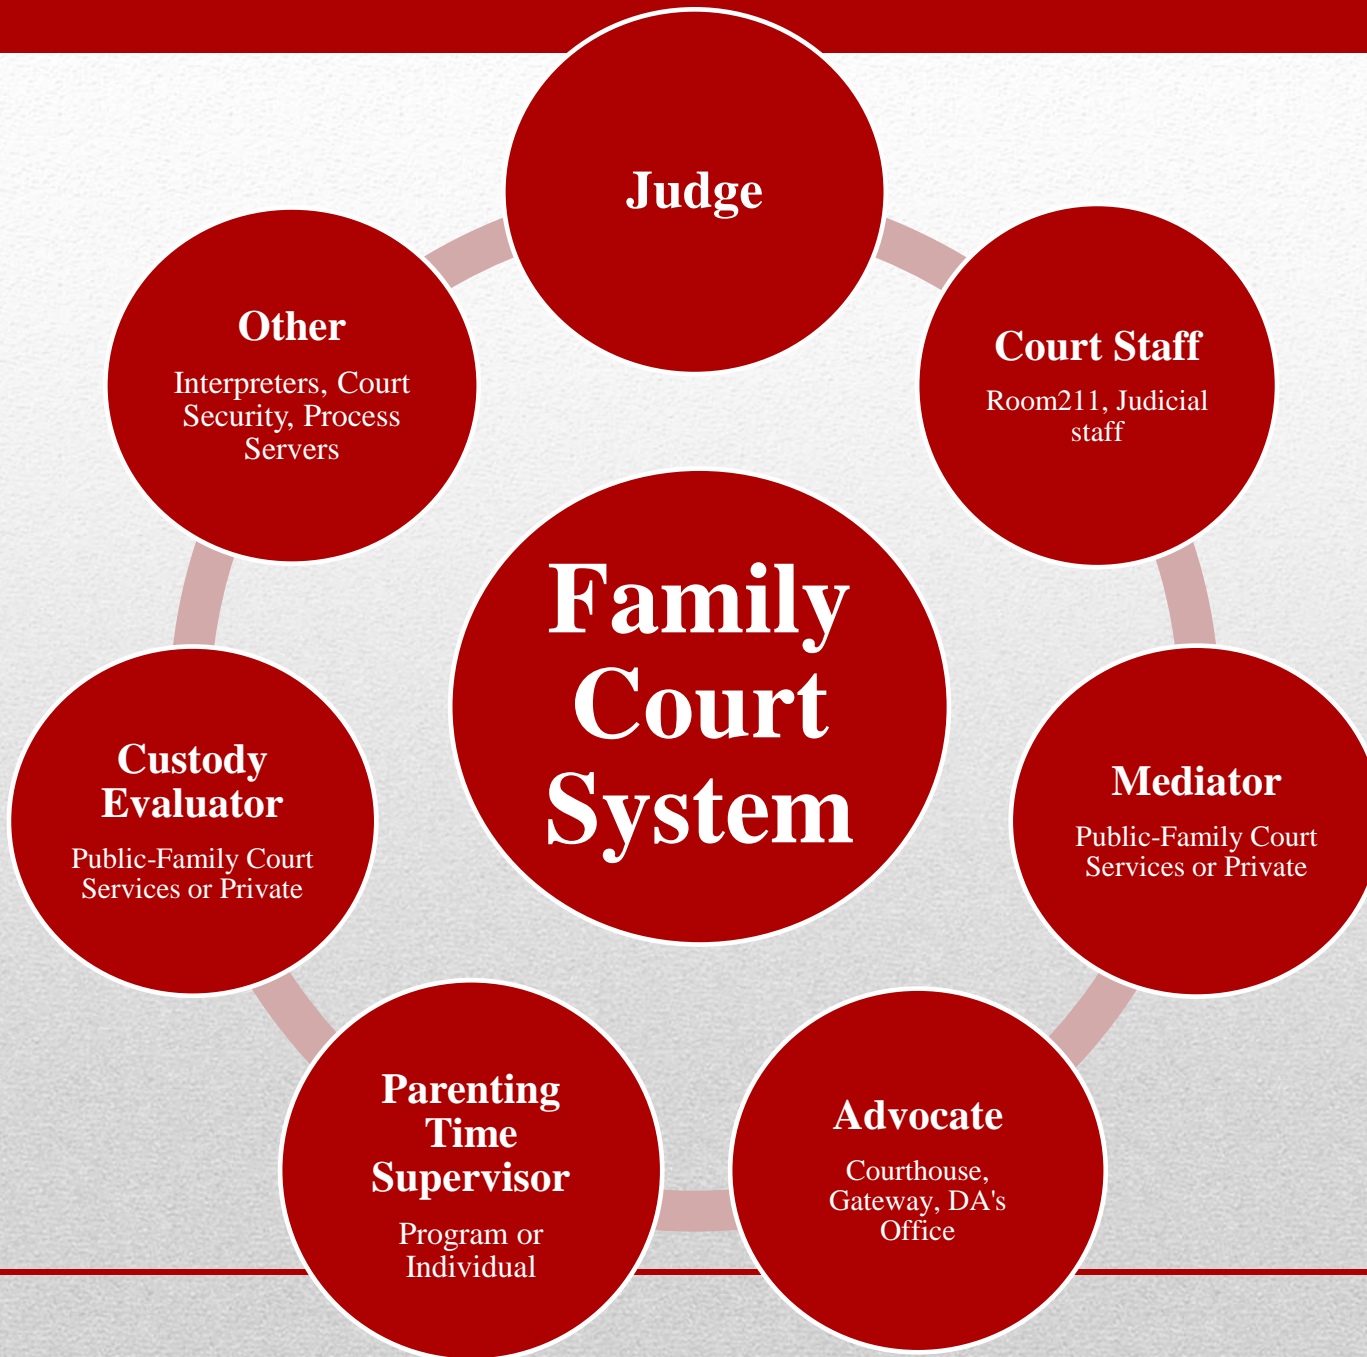 Judge
Court Staff
Room211, Judicial
staff
Mediator
Public-Family Court
Services or Private
Advocate
Courthouse,
Gateway, DA's
Office
Parenting
Time
Supervisor
Program or
Individual
Custody
Evaluator
Public-Family Court
Services or Private
Other
Interpreters, Court
Security, Process
Servers
Family
Court
System